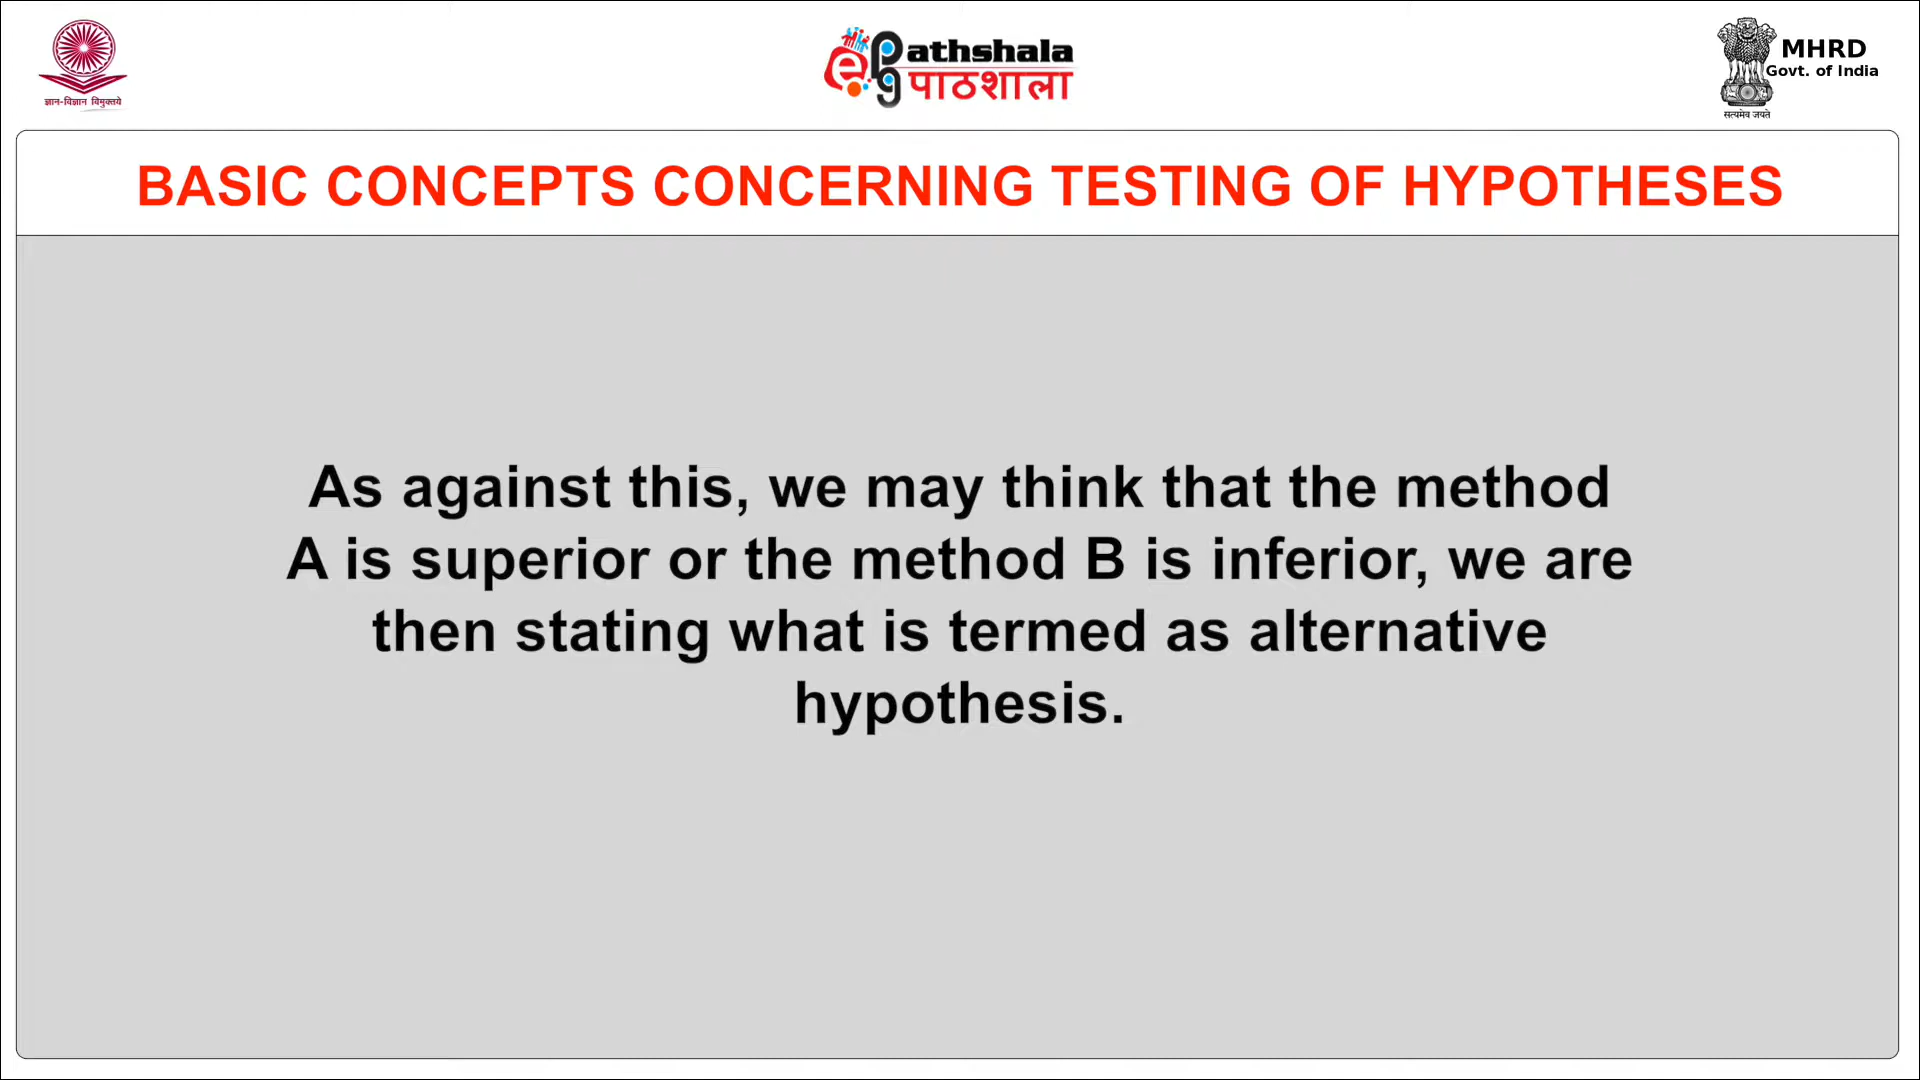 ज्ञान-विज्ञान विमुक्तये
ePG Pathshala
पाठशाला
MHRD
Govt. of India
सत्यमेव जयते
BASIC CONCEPTS CONCERNING TESTING OF HYPOTHESES
As against this, we may think that the method
A is superior or the method B is inferior, we are
then stating what is termed as alternative
hypothesis.